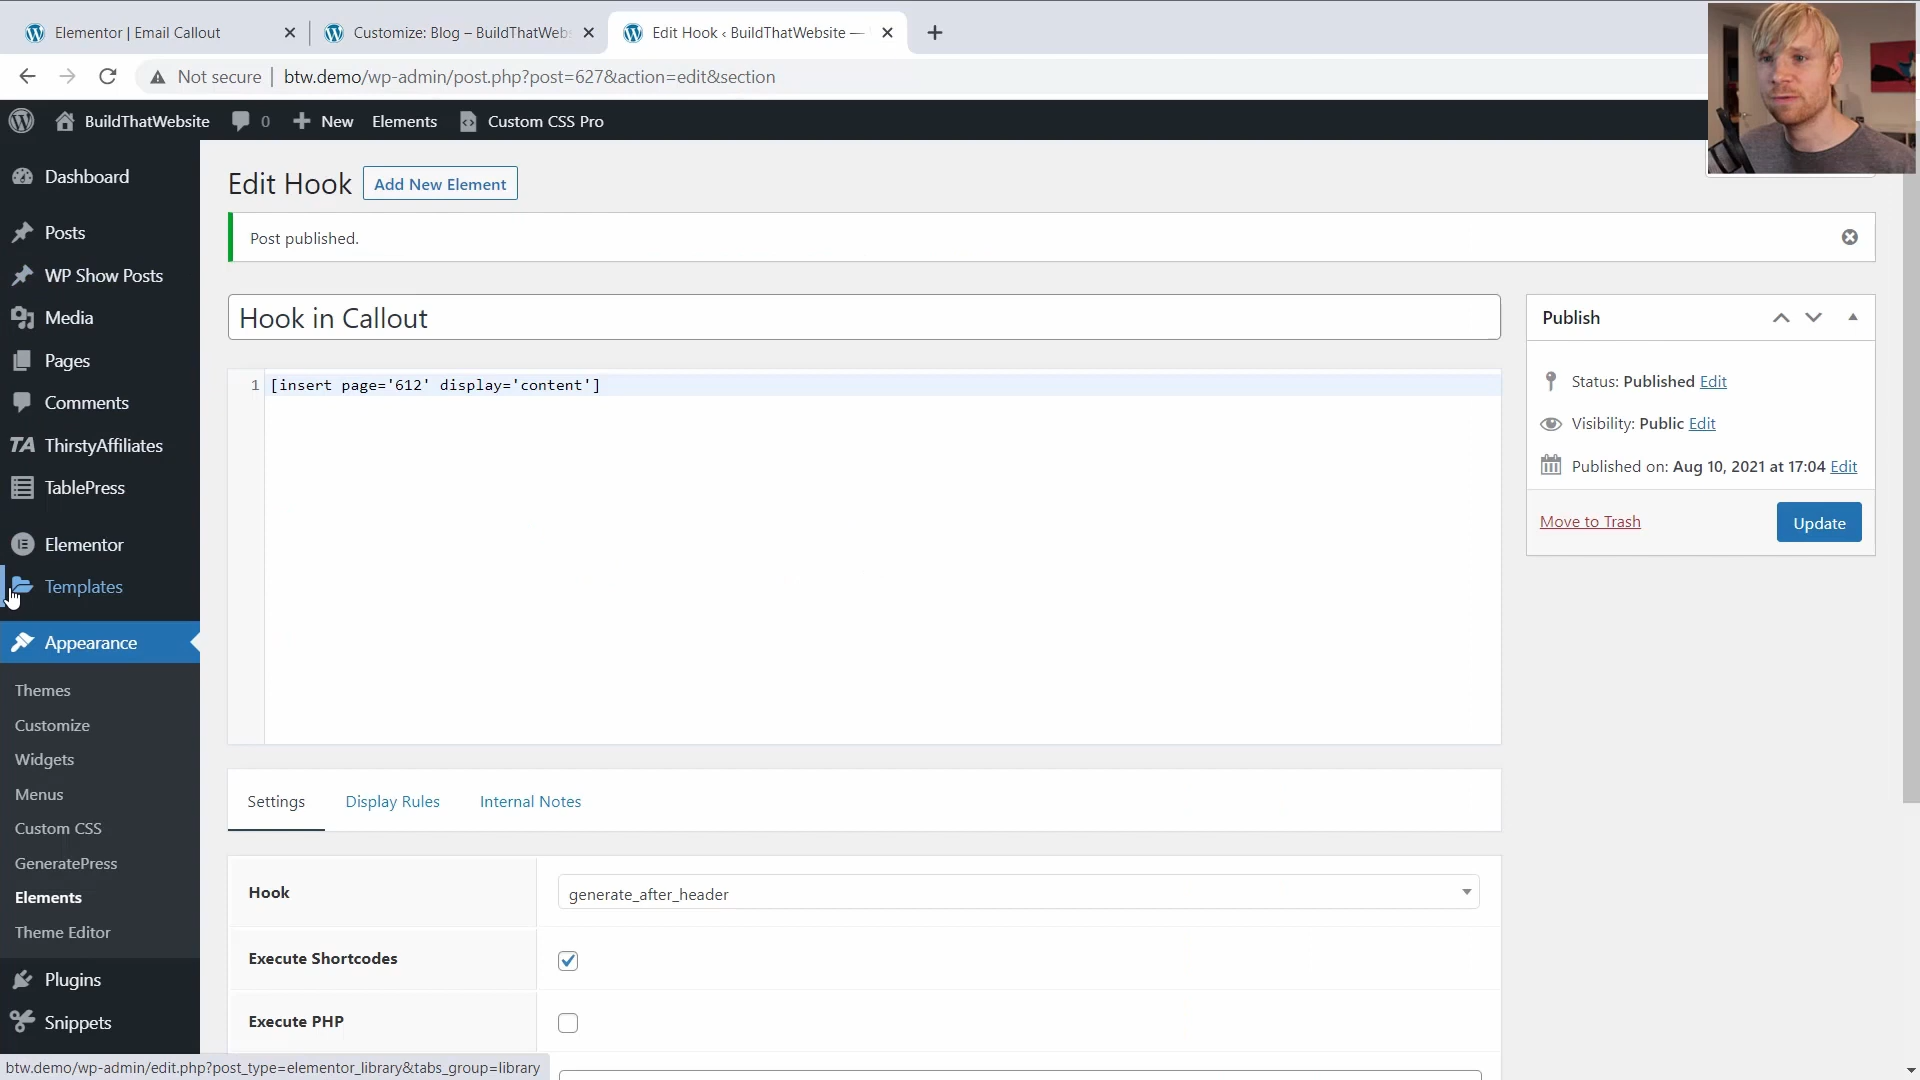 Elementor | Email Callout
Customize: Blog – BuildThatWeb
Edit Hook ‹ BuildThatWebsite —
Not secure
btw.demo/wp-admin/post.php?post=627&action=edit&section
BuildThatWebsite
0
New
Elements
Custom CSS Pro
Dashboard
Posts
WP Show Posts
Media
Pages
Comments
TA
ThirstyAffiliates
TablePress
Elementor
Templates
Appearance
Themes
Customize
Widgets
Menus
Custom CSS
GeneratePress
Elements
Theme Editor
Plugins
Snippets
Edit Hook
Add New Element
Post published.
Hook in Callout
1 [insert page='612' display='content']
Publish
Status: Published Edit
Visibility: Public Edit
Published on: Aug 10, 2021 at 17:04 Edit
Move to Trash
Update
Settings
Display Rules
Internal Notes
Hook
generate_after_header
Execute Shortcodes
Execute PHP
btw.demo/wp-admin/edit.php?post_type=elementor_library&tabs_group=library